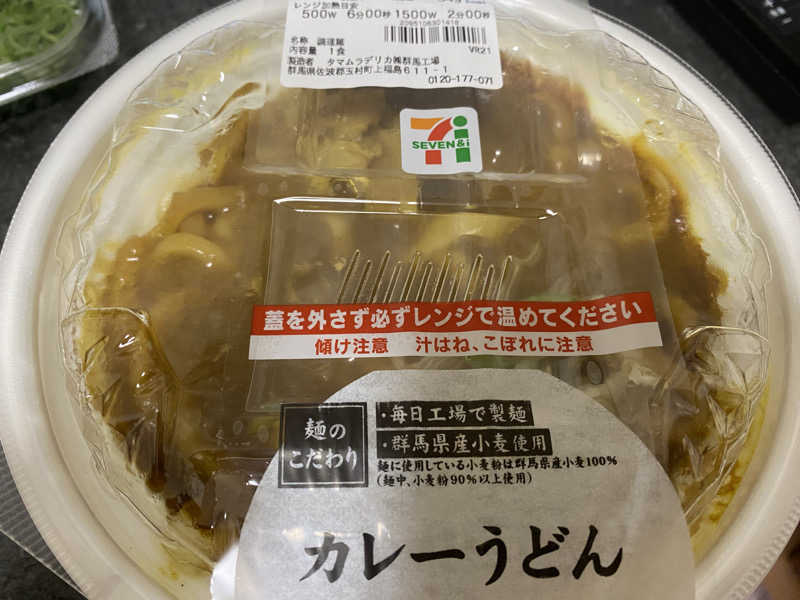 レンジ加熱目安
500W 6分00秒 1500W 2分00秒
2095106301418
名称 調理麺
内容量 1食
VR21
製造者 タマムラデリカ㈱群馬工場
群馬県佐波郡玉村町上福島611-1
0120-177-071
7i
SEVEN&i
蓋を外さず必ずレンジで温めてください
傾け注意 汁はね、こぼれに注意
麺の
こだわり
・毎日工場で製麺
・群馬県産小麦使用
麺に使用している小麦粉は群馬県産小麦100%
(麺中、小麦粉90%以上使用)
カレーうどん